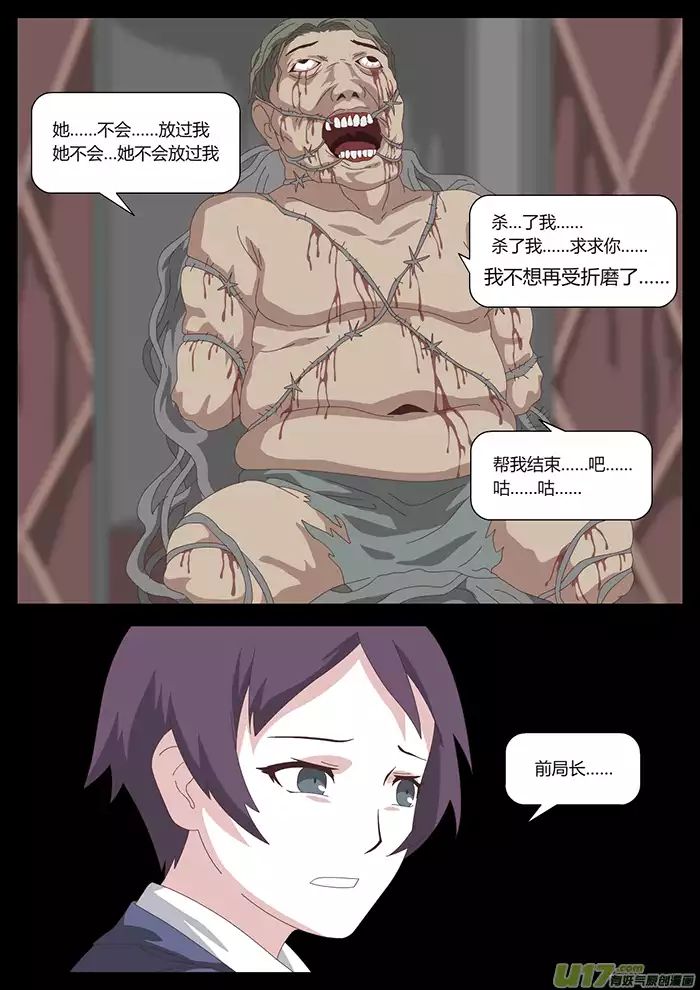 她......不会......放过我
她不会...她不会放过我
杀...了我......
杀了我......求求你......
我不想再受折磨了......
帮我结束......吧......
咕......咕......
前局长......
U17.com
有妖气原创漫画